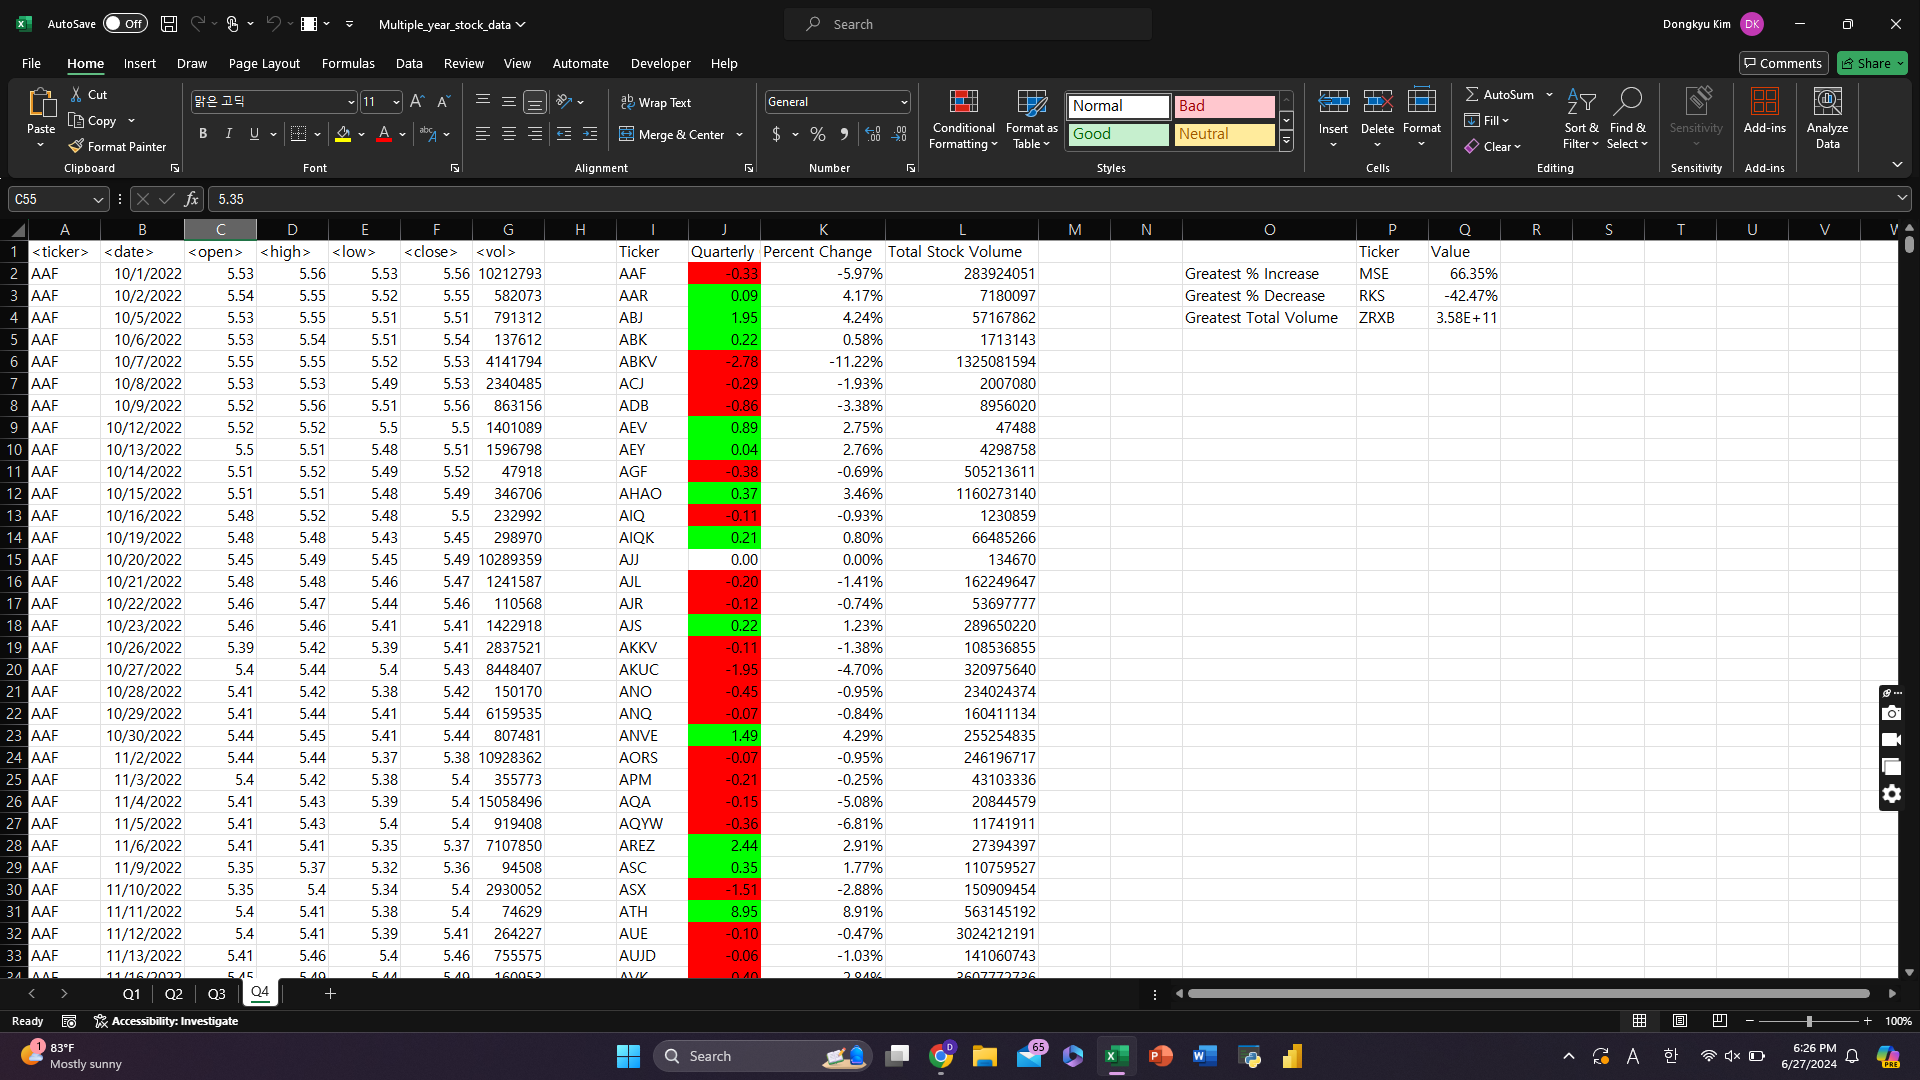 AutoSave Off Multiple_year_stock_data Search Dongkyu Kim DK
File Home Insert Draw Page Layout Formulas Data Review View Automate Developer Help Comments Share
Paste Cut Copy Format Painter Clipboard
맑은 고딕 11 Font
Wrap Text Merge & Center Alignment
General Number
Conditional Formatting Format as Table Normal Bad Good Neutral Styles
Insert Delete Format Cells
AutoSum Fill Clear Sort & Filter Find & Select Editing
Sensitivity Sensitivity
Add-ins Add-ins
Analyze Data
C55 fx 5.35
A B C D E F G H I J K L M N O P Q R S T U V
1 <ticker> <date> <open> <high> <low> <close> <vol> Ticker Quarterly Percent Change Total Stock Volume Ticker Value
2 AAF 10/1/2022 5.53 5.56 5.53 5.56 10212793 AAF -0.33 -5.97% 283924051 Greatest % Increase MSE 66.35%
3 AAF 10/2/2022 5.54 5.55 5.52 5.55 582073 AAR 0.09 4.17% 7180097 Greatest % Decrease RKS -42.47%
4 AAF 10/5/2022 5.53 5.55 5.51 5.51 791312 ABJ 1.95 4.24% 57167862 Greatest Total Volume ZRXB 3.58E+11
5 AAF 10/6/2022 5.53 5.54 5.51 5.54 137612 ABK 0.22 0.58% 1713143
6 AAF 10/7/2022 5.55 5.55 5.52 5.53 4141794 ABKV -2.78 -11.22% 1325081594
7 AAF 10/8/2022 5.53 5.53 5.49 5.53 2340485 ACJ -0.29 -1.93% 2007080
8 AAF 10/9/2022 5.52 5.56 5.51 5.56 863156 ADB -0.86 -3.38% 8956020
9 AAF 10/12/2022 5.52 5.52 5.5 5.5 1401089 AEV 0.89 2.75% 47488
10 AAF 10/13/2022 5.5 5.51 5.48 5.51 1596798 AEY 0.04 2.76% 4298758
11 AAF 10/14/2022 5.51 5.52 5.49 5.52 47918 AGF -0.38 -0.69% 505213611
12 AAF 10/15/2022 5.51 5.51 5.48 5.49 346706 AHAO 0.37 3.46% 1160273140
13 AAF 10/16/2022 5.48 5.52 5.48 5.5 232992 AIQ -0.11 -0.93% 1230859
14 AAF 10/19/2022 5.48 5.48 5.43 5.45 298970 AIQK 0.21 0.80% 66485266
15 AAF 10/20/2022 5.45 5.49 5.45 5.49 10289359 AJJ 0.00 0.00% 134670
16 AAF 10/21/2022 5.48 5.48 5.46 5.47 1241587 AJL -0.20 -1.41% 162249647
17 AAF 10/22/2022 5.46 5.47 5.44 5.46 110568 AJR -0.12 -0.74% 53697777
18 AAF 10/23/2022 5.46 5.46 5.41 5.41 1422918 AJS 0.22 1.23% 289650220
19 AAF 10/26/2022 5.39 5.42 5.39 5.41 2837521 AKKV -0.11 -1.38% 108536855
20 AAF 10/27/2022 5.4 5.44 5.4 5.43 8448407 AKUC -1.95 -4.70% 320975640
21 AAF 10/28/2022 5.41 5.42 5.38 5.42 150170 ANO -0.45 -0.95% 234024374
22 AAF 10/29/2022 5.41 5.44 5.41 5.44 6159535 ANQ -0.07 -0.84% 160411134
23 AAF 10/30/2022 5.44 5.45 5.41 5.44 807481 ANVE 1.49 4.29% 255254835
24 AAF 11/2/2022 5.44 5.44 5.37 5.38 10928362 AORS -0.07 -0.95% 246196717
25 AAF 11/3/2022 5.4 5.42 5.38 5.4 355773 APM -0.21 -0.25% 43103336
26 AAF 11/4/2022 5.41 5.43 5.39 5.4 15058496 AQA -0.15 -5.08% 20844579
27 AAF 11/5/2022 5.41 5.43 5.4 5.4 919408 AQYW -0.36 -6.81% 11741911
28 AAF 11/6/2022 5.41 5.41 5.35 5.37 7107850 AREZ 2.44 2.91% 27394397
29 AAF 11/9/2022 5.35 5.37 5.32 5.36 94508 ASC 0.35 1.77% 110759527
30 AAF 11/10/2022 5.35 5.4 5.34 5.4 2930052 ASX -1.51 -2.88% 150909454
31 AAF 11/11/2022 5.4 5.41 5.38 5.4 74629 ATH 8.95 8.91% 563145192
32 AAF 11/12/2022 5.4 5.41 5.39 5.41 264227 AUE -0.10 -0.47% 3024212191
33 AAF 11/13/2022 5.41 5.46 5.4 5.46 755575 AUJD -0.06 -1.03% 141060743
34 AAF 11/16/2022 5.45 5.49 5.44 5.49 160953 AVK
Q1 Q2 Q3 Q4
Ready Accessibility: Investigate 100%
1 83°F Mostly sunny Search 65 한 6:26 PM 6/27/2024